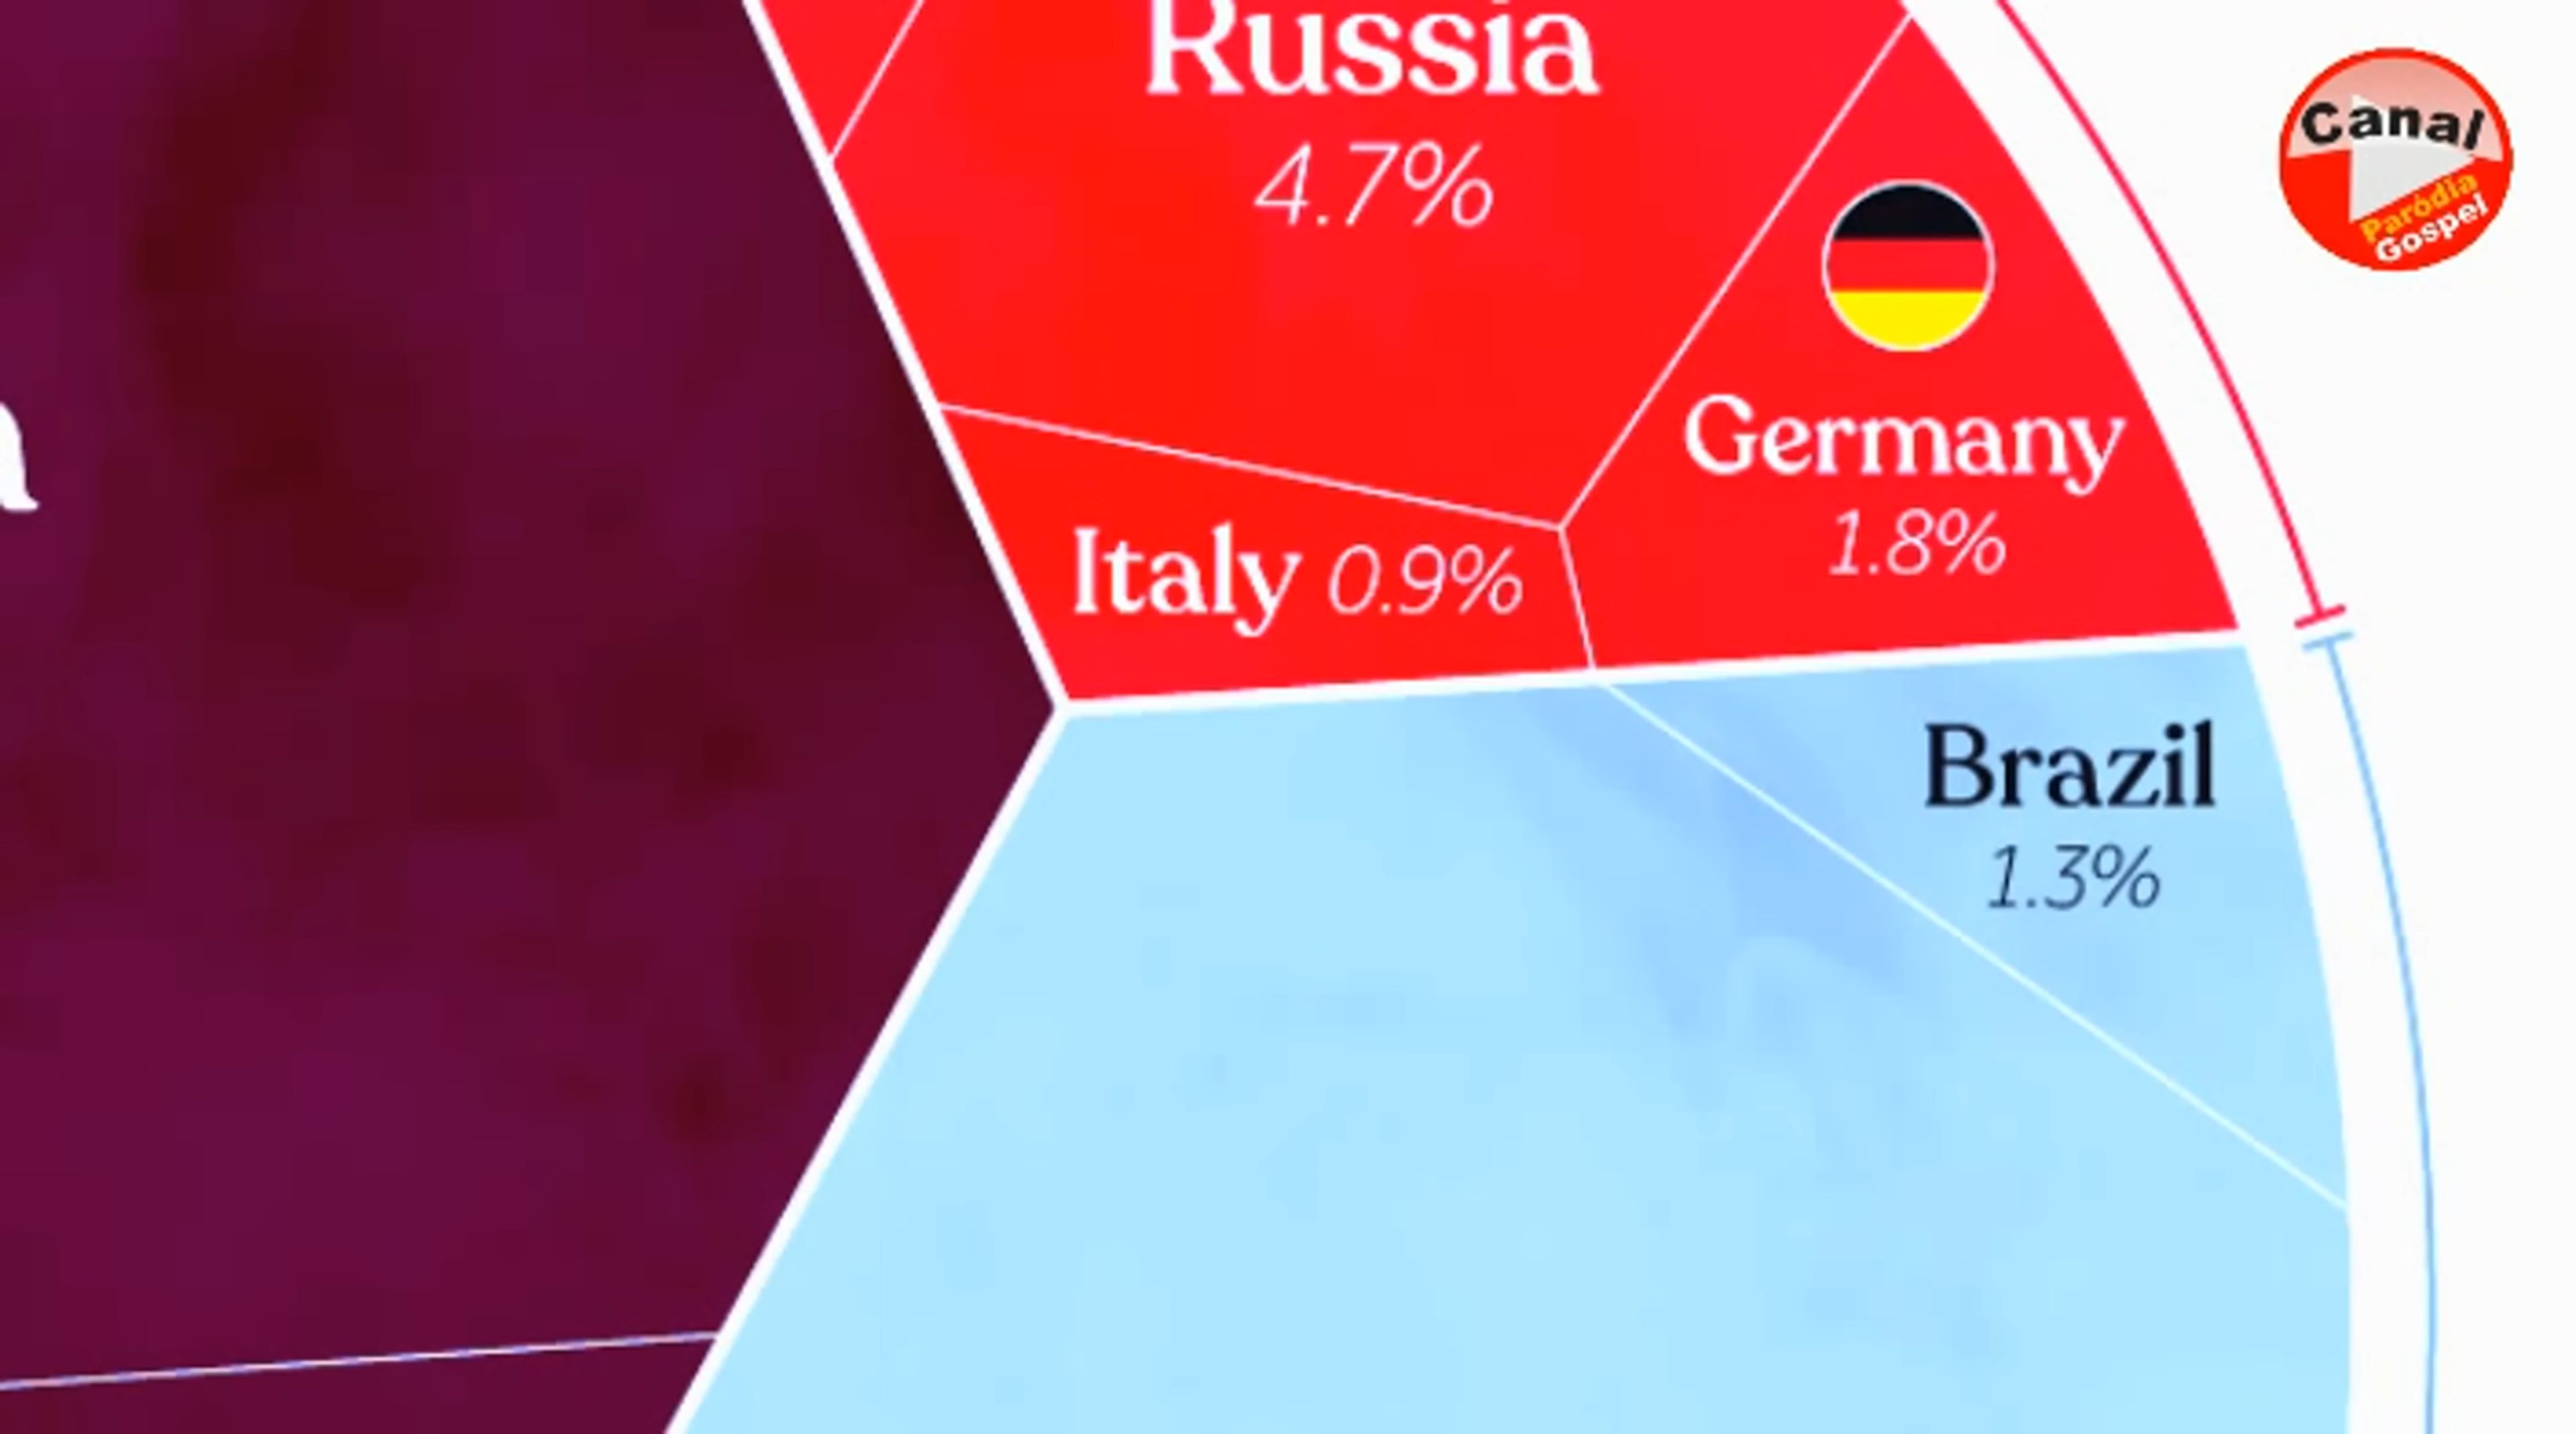 Russia
4.7%
Germany
1.8%
Italy 0.9%
Brazil
1.3%
Canal
Paródia
Gospel